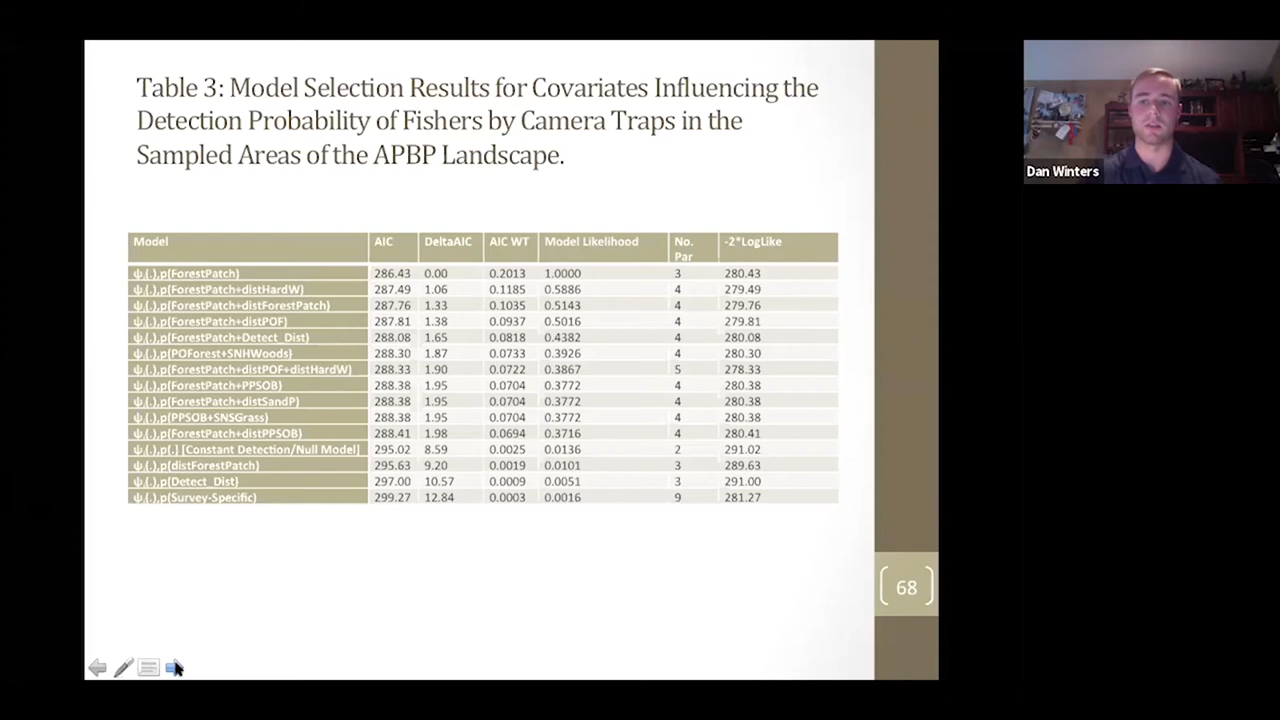 Table 3: Model Selection Results for Covariates Influencing the
Detection Probability of Fishers by Camera Traps in the
Sampled Areas of the APBP Landscape.
Model AIC DeltaAIC AIC WT Model Likelihood No. Par -2*LogLike
ψ,(.),p(ForestPatch) 286.43 0.00 0.2013 1.0000 3 280.43
ψ,(.),p(ForestPatch+distHardW) 287.49 1.06 0.1185 0.5886 4 279.49
ψ,(.),p(ForestPatch+distForestPatch) 287.76 1.33 0.1035 0.5143 4 279.76
ψ,(.),p(ForestPatch+distPOF) 287.81 1.38 0.0937 0.5016 4 279.81
ψ,(.),p(ForestPatch+Detect_Dist) 288.08 1.65 0.0818 0.4382 4 280.08
ψ,(.),p(POForest+SNHWoods) 288.30 1.87 0.0733 0.3926 4 280.30
ψ,(.),p(ForestPatch+distPOF+distHardW) 288.33 1.90 0.0722 0.3867 5 278.33
ψ,(.),p(ForestPatch+PPSOB) 288.38 1.95 0.0704 0.3772 4 280.38
ψ,(.),p(ForestPatch+distSandP) 288.38 1.95 0.0704 0.3772 4 280.38
ψ,(.),p(PPSOB+SNSGrass) 288.38 1.95 0.0704 0.3772 4 280.38
ψ,(.),p(ForestPatch+distPPSOB) 288.41 1.98 0.0694 0.3716 4 280.41
ψ,(.),p(.) [Constant Detection/Null Model] 295.02 8.59 0.0025 0.0136 2 291.02
ψ,(.),p(distForestPatch) 295.63 9.20 0.0019 0.0101 3 289.63
ψ,(.),p(Detect_Dist) 297.00 10.57 0.0009 0.0051 3 291.00
ψ,(.),p(Survey-Specific) 299.27 12.84 0.0003 0.0016 9 281.27
68
Dan Winters